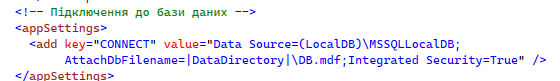 <!-- Підключення до бази даних -->
<appSettings>
<add key="CONNECT" value="Data Source=(LocalDB)\MSSQLLocalDB;
AttachDbFilename=|DataDirectory|\DB.mdf;Integrated Security=True" />
</appSettings>